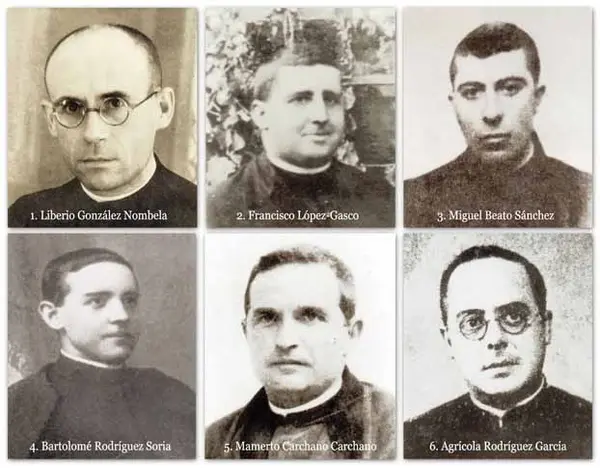 1. Liberio González Nombela
2. Francisco López-Gasco
3. Miguel Beato Sánchez
4. Bartolomé Rodríguez Soria
5. Mamerto Carchano Carchano
6. Agrícola Rodríguez García